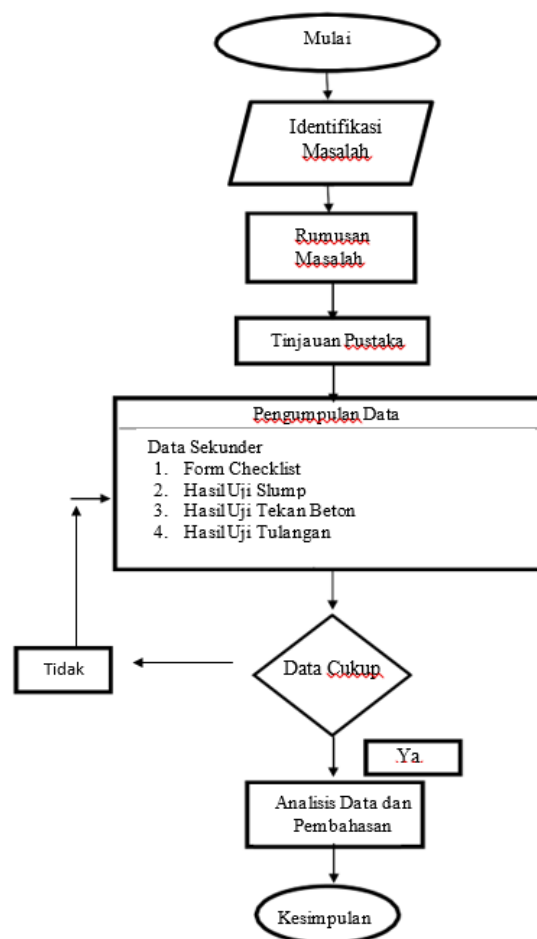 Mulai
Identifikasi
Masalah
Rumusan
Masalah
Tinjauan Pustaka
Pengumpulan Data
Data Sekunder
1. Form Checklist
2. Hasil Uji Slump
3. Hasil Uji Tekan Beton
4. Hasil Uji Tulangan
Data Cukup
Tidak
Ya
Analisis Data dan
Pembahasan
Kesimpulan